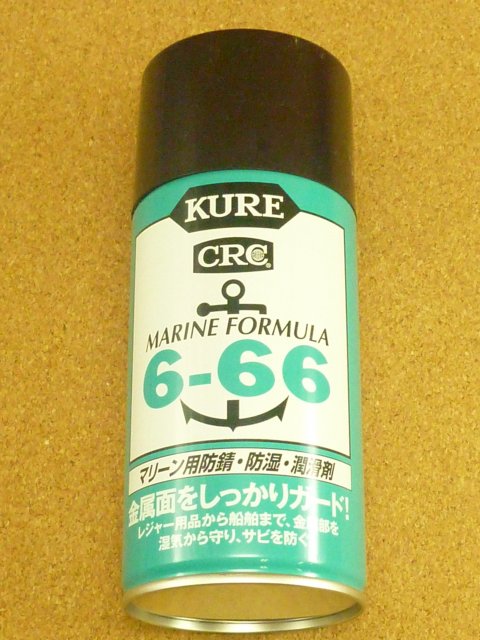 KURE
CRC
MARINE FORMULA
6-66
マリーン用防錆・防湿・潤滑剤
金属面をしっかりガード!
レジャー用品から船舶まで、金属部を
湿気から守り、サビを防ぐ